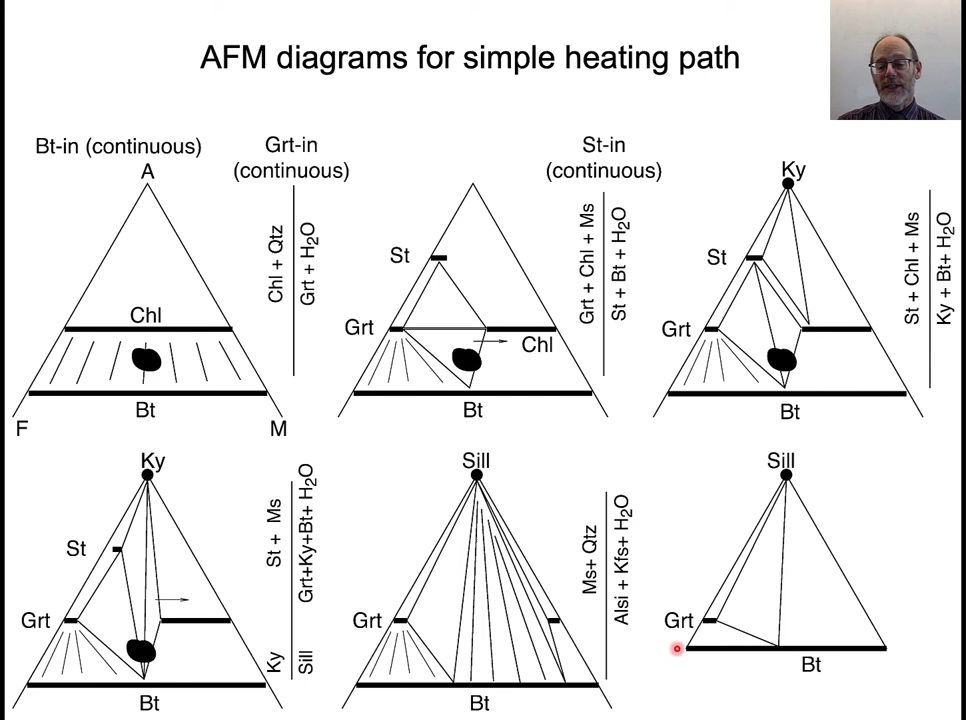 AFM diagrams for simple heating path
Bt-in (continuous)
A
Chl
Bt
F
M
Grt-in
(continuous)
Chl + Qtz
Grt + H2O
St
Grt
Chl
Bt
St-in
(continuous)
Grt + Chl + Ms
St + Bt + H2O
Ky
St
Grt
Bt
St + Chl + Ms
Ky + Bt+ H2O
Ky
St
Grt
Bt
St + Ms
Grt+Ky+Bt+ H2O
Ky
Sill
Sill
Grt
Bt
Ms+ Qtz
Alsi + Kfs+ H2O
Sill
Grt
Bt